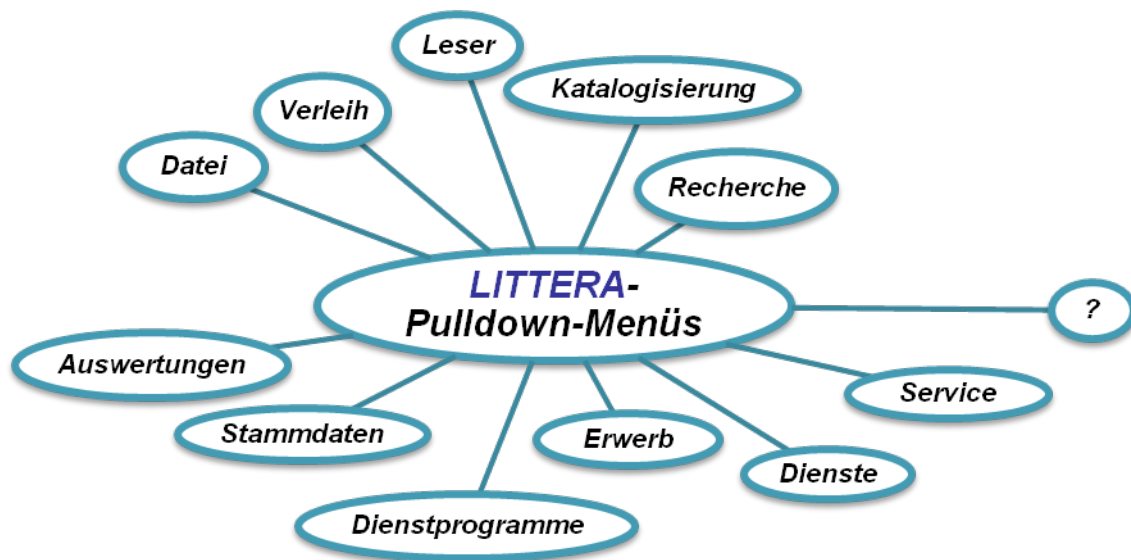 Leser
Katalogisierung
Verleih
Datei
Recherche
LITTERA-
Pulldown-Menüs
?
Auswertungen
Service
Stammdaten
Erwerb
Dienste
Dienstprogramme